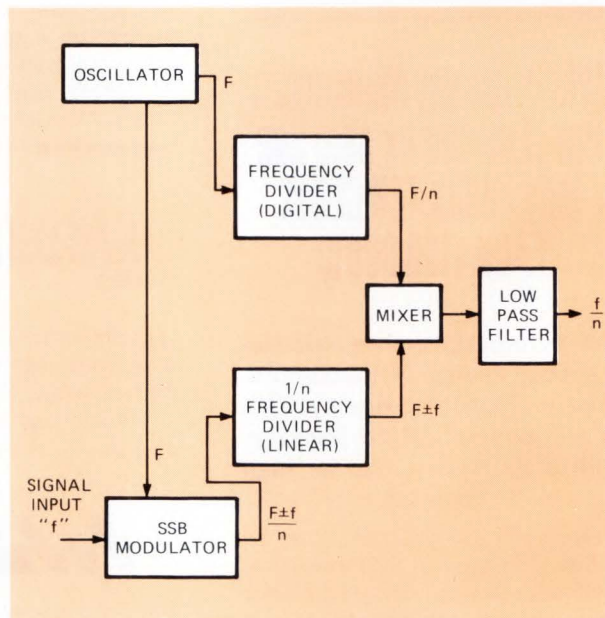 OSCILLATOR
F
FREQUENCY
DIVIDER
(DIGITAL)
F/n
MIXER
LOW
PASS
FILTER
f
n
1/n
FREQUENCY
DIVIDER
(LINEAR)
F±f
F
SIGNAL
INPUT
"f"
SSB
MODULATOR
F±f
n